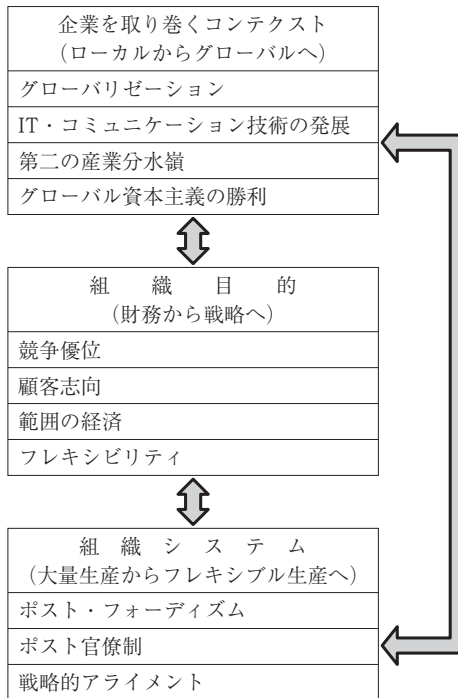 企業を取り巻くコンテクスト
（ローカルからグローバルへ）
グローバリゼーション
IT・コミュニケーション技術の発展
第二の産業分水嶺
グローバル資本主義の勝利
組織目的
（財務から戦略へ）
競争優位
顧客志向
範囲の経済
フレキシビリティ
組織システム
（大量生産からフレキシブル生産へ）
ポスト・フォーディズム
ポスト官僚制
戦略的アライメント